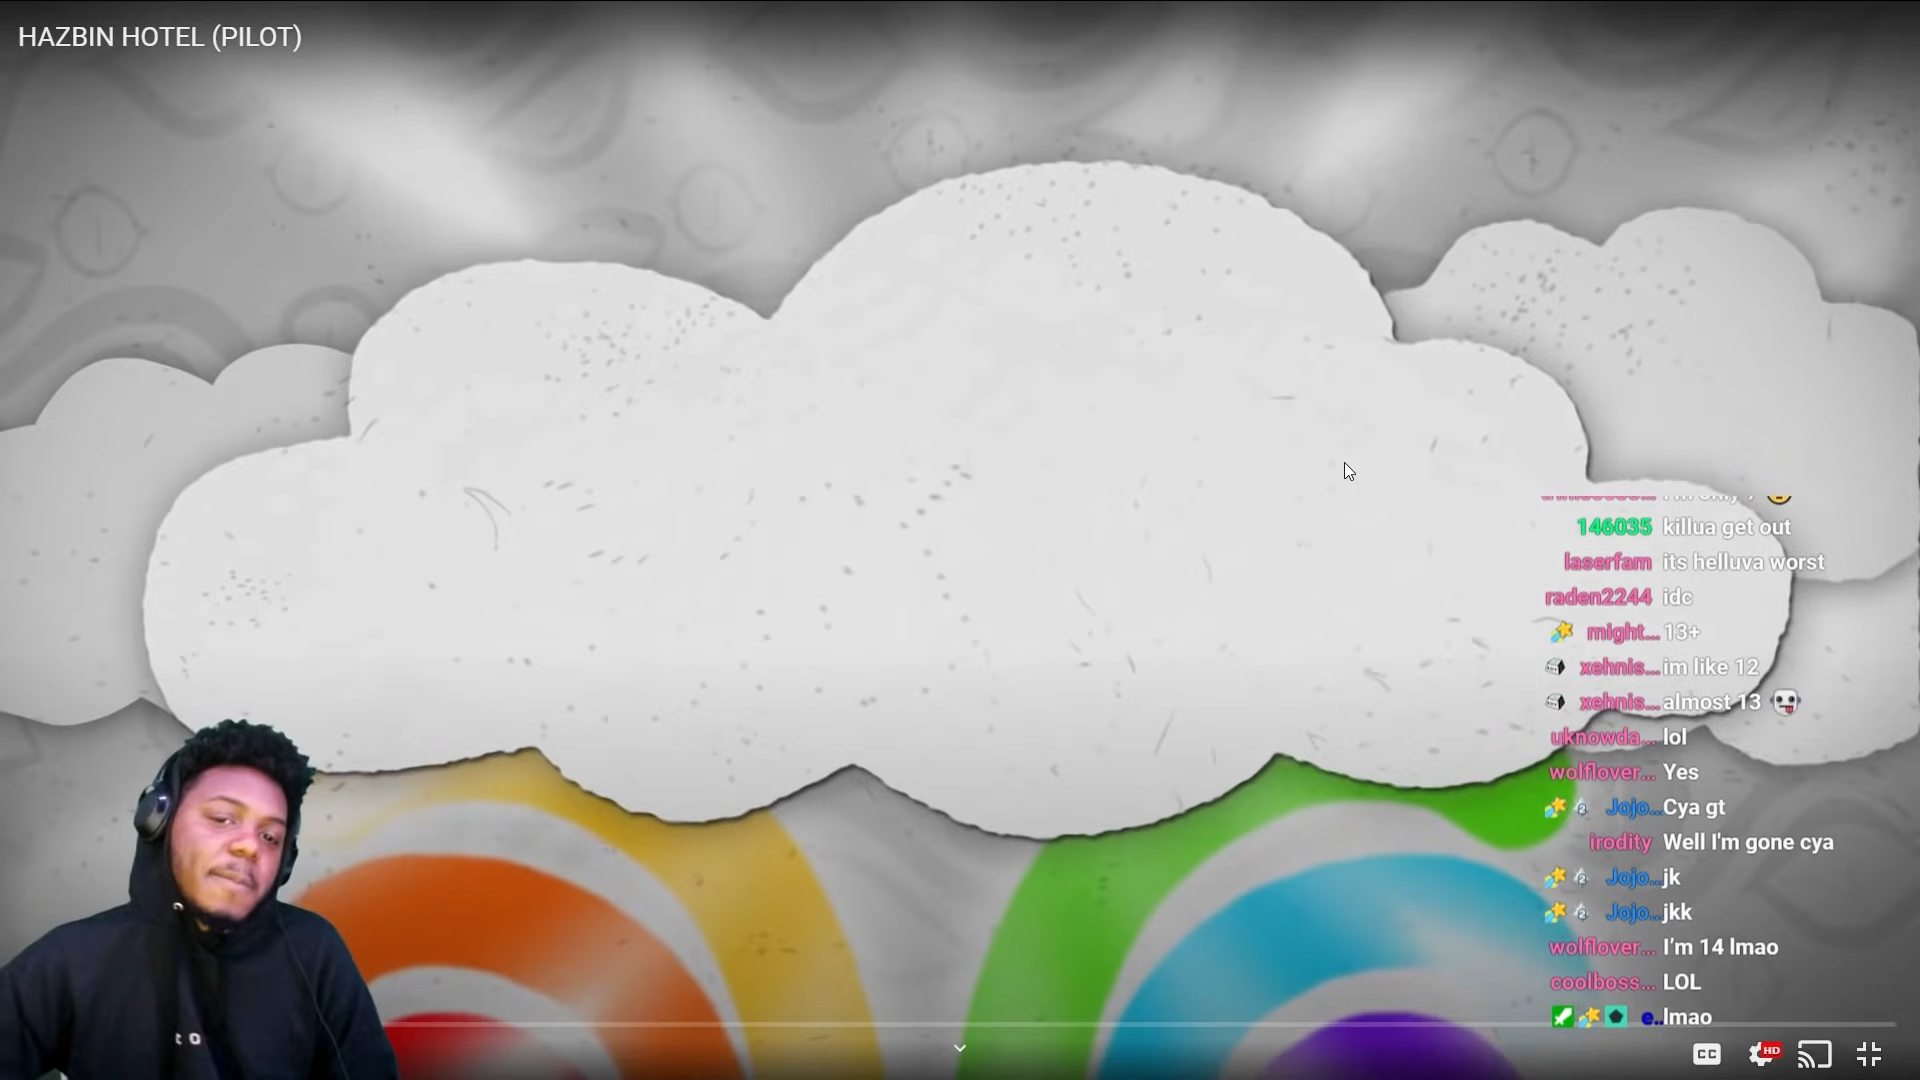 HAZBIN HOTEL (PILOT)
146035 killua get out
laserfam its helluva worst
raden2244 idc
might... 13+
xehnis... im like 12
xehnis... almost 13
uknowda... lol
wolflover... Yes
Jojo... Cya gt
irodity Well I'm gone cya
Jojo... jk
Jojo... jkk
wolflover... I'm 14 lmao
coolboss... LOL
e.. lmao
CC HD